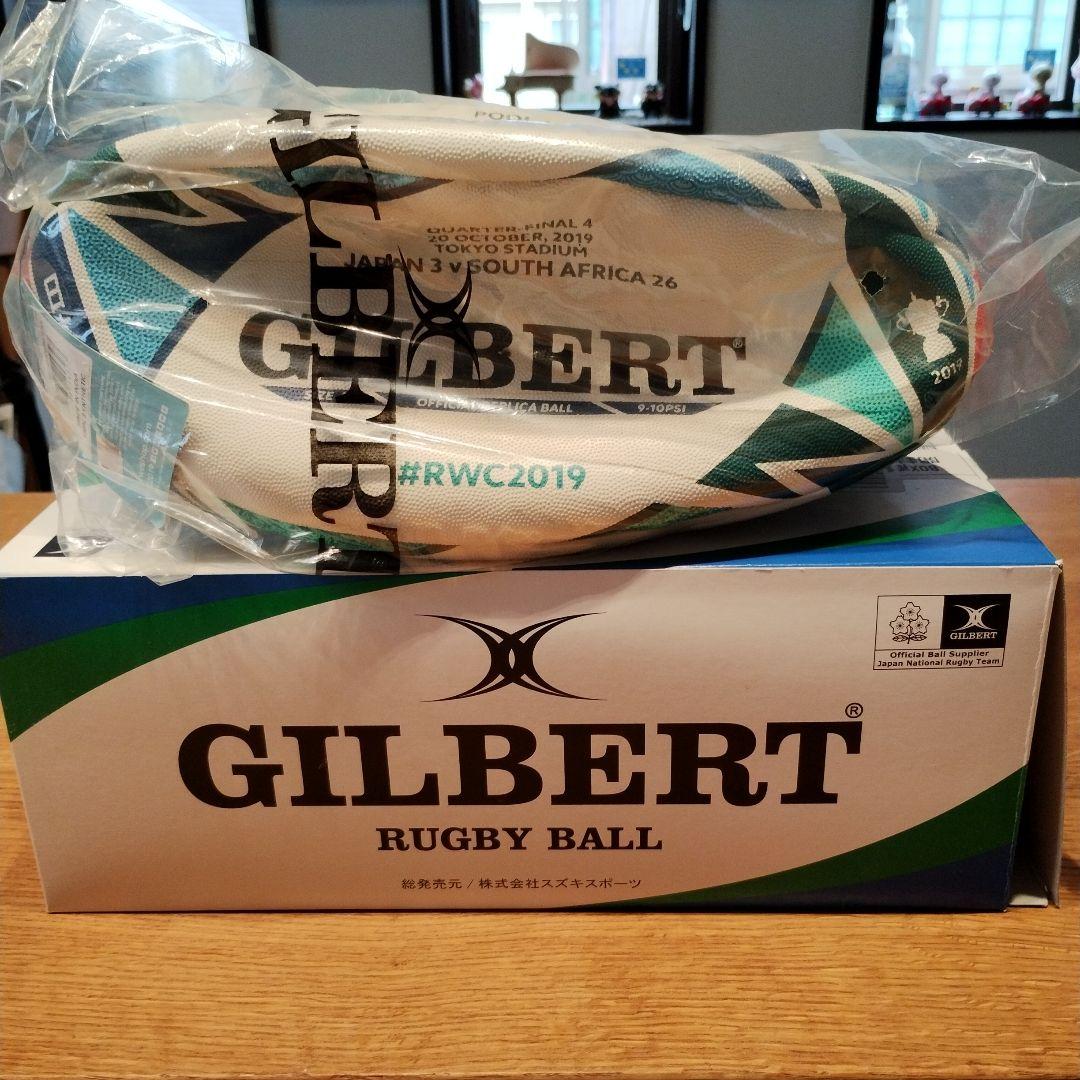 QUARTER-FINAL 4
20 OCTOBER, 2019
TOKYO STADIUM
JAPAN 3 v SOUTH AFRICA 26
GILBERT®
SIZE
OFFICIAL REPLICA BALL
9-10PSI
#RWC2019
2019
GILBERT
GILBERT
Official Ball Supplier
Japan National Rugby Team
GILBERT®
RUGBY BALL
総発売元 / 株式会社スズキスポーツ